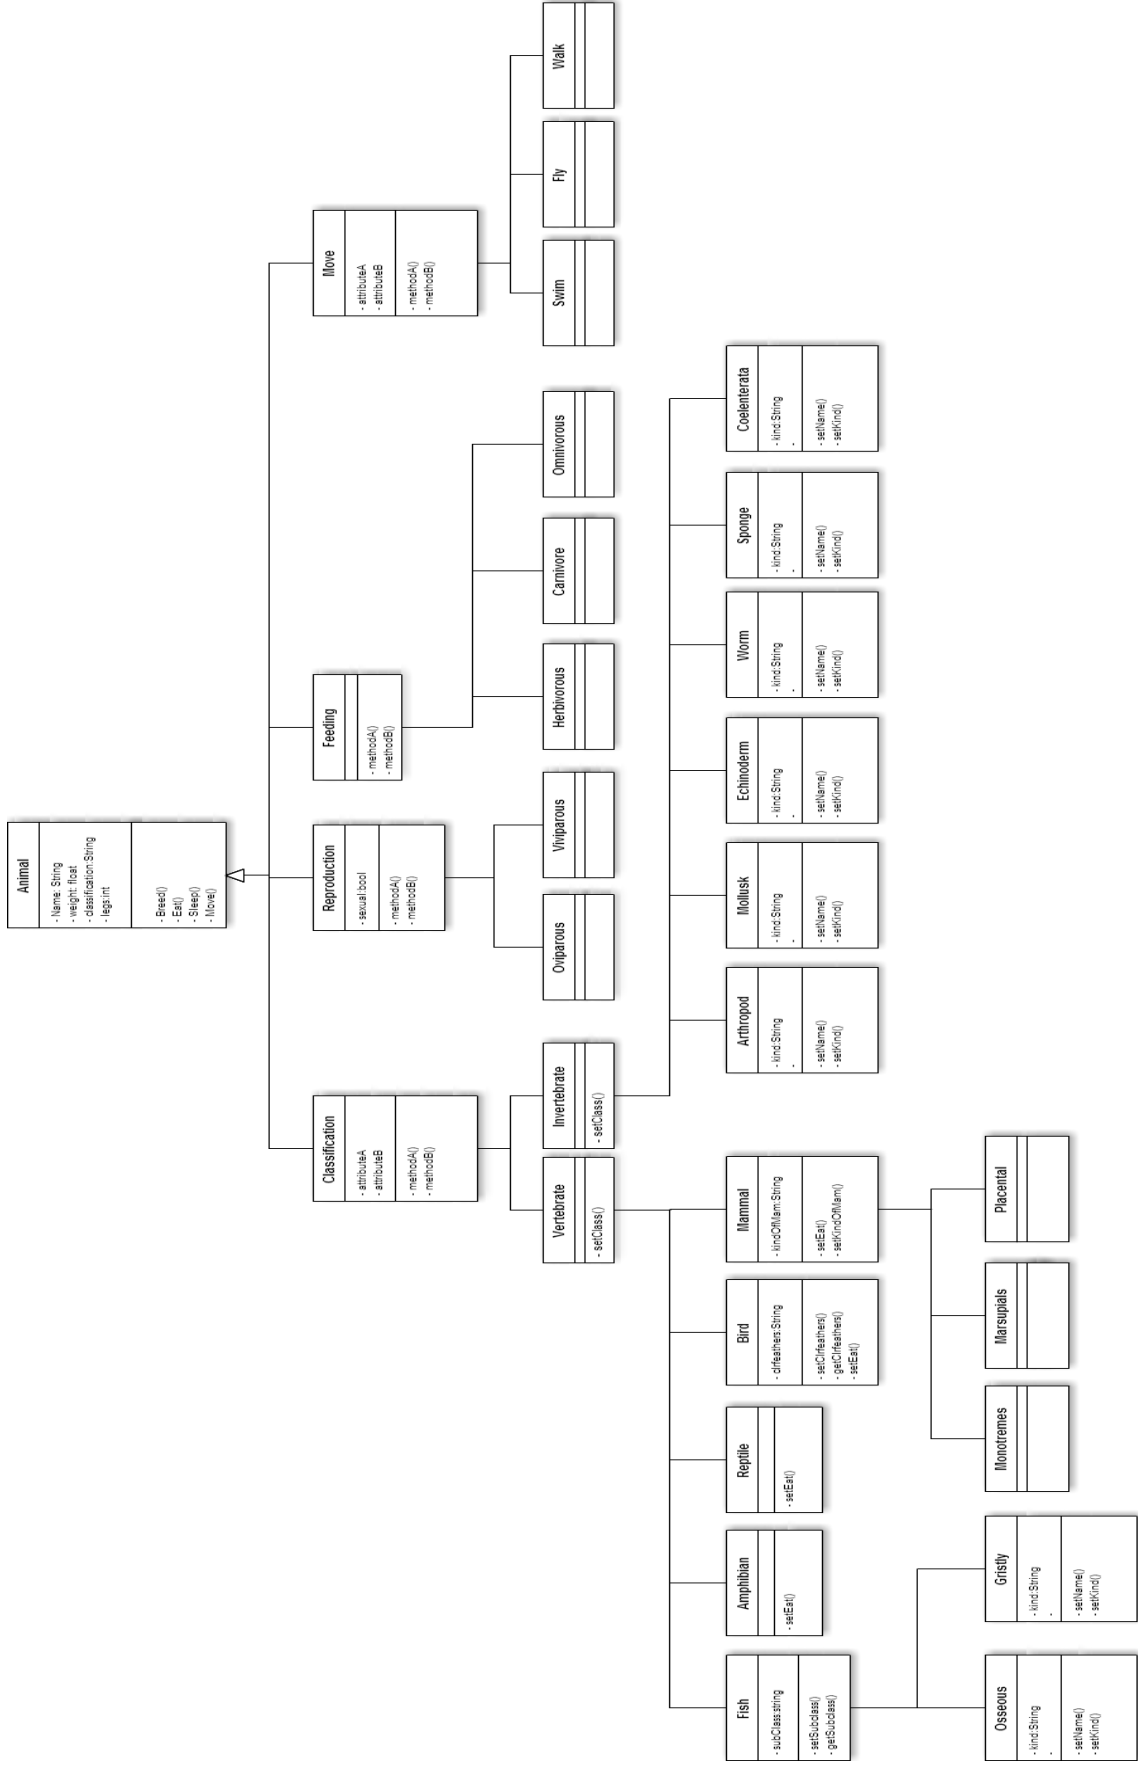 Animal
- Name: String
- weight: float
- classification:String
- legs:int
- Breed()
- Eat()
- Sleep()
- Move()
Classification
- attributeA
- attributeB
- methodA()
- methodB()
Reproduction
- sexual:bool
- methodA()
- methodB()
Feeding
- methodA()
- methodB()
Move
- attributeA
- attributeB
- methodA()
- methodB()
Vertebrate
- setClass()
Invertebrate
- setClass()
Oviparous
Viviparous
Herbivorous
Carnivore
Omnivorous
Swim
Fly
Walk
Fish
- subClass:string
- setSubclass()
- getSubclass()
Amphibian
- setEat()
Reptile
- setEat()
Bird
- clrfeathers:String
- setClrfeathers()
- getClrfeathers()
- setEat()
Mammal
- kindOfMam:String
- setEat()
- setKindOfMam()
Arthropod
- kind:String
-
- setName()
- setKind()
Mollusk
- kind:String
-
- setName()
- setKind()
Echinoderm
- kind:String
-
- setName()
- setKind()
Worm
- kind:String
-
- setName()
- setKind()
Sponge
- kind:String
-
- setName()
- setKind()
Coelenterata
- kind:String
-
- setName()
- setKind()
Osseous
- kind:String
-
- setName()
- setKind()
Gristly
- kind:String
-
- setName()
- setKind()
Monotremes
Marsupials
Placental